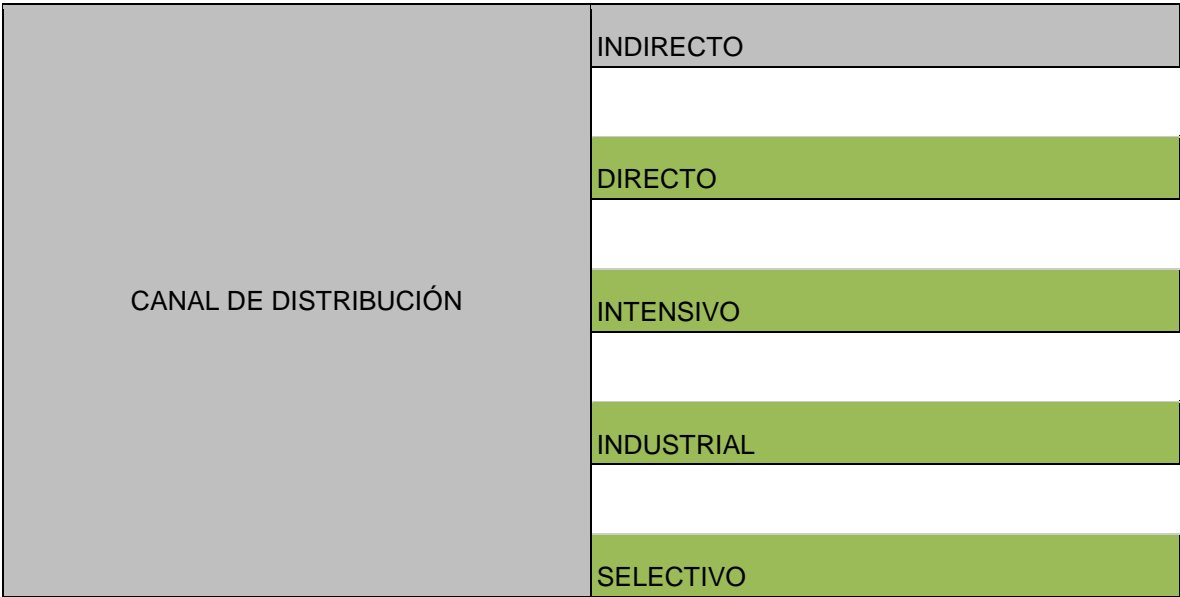 INDIRECTO
DIRECTO
CANAL DE DISTRIBUCIÓN
INTENSIVO
INDUSTRIAL
SELECTIVO